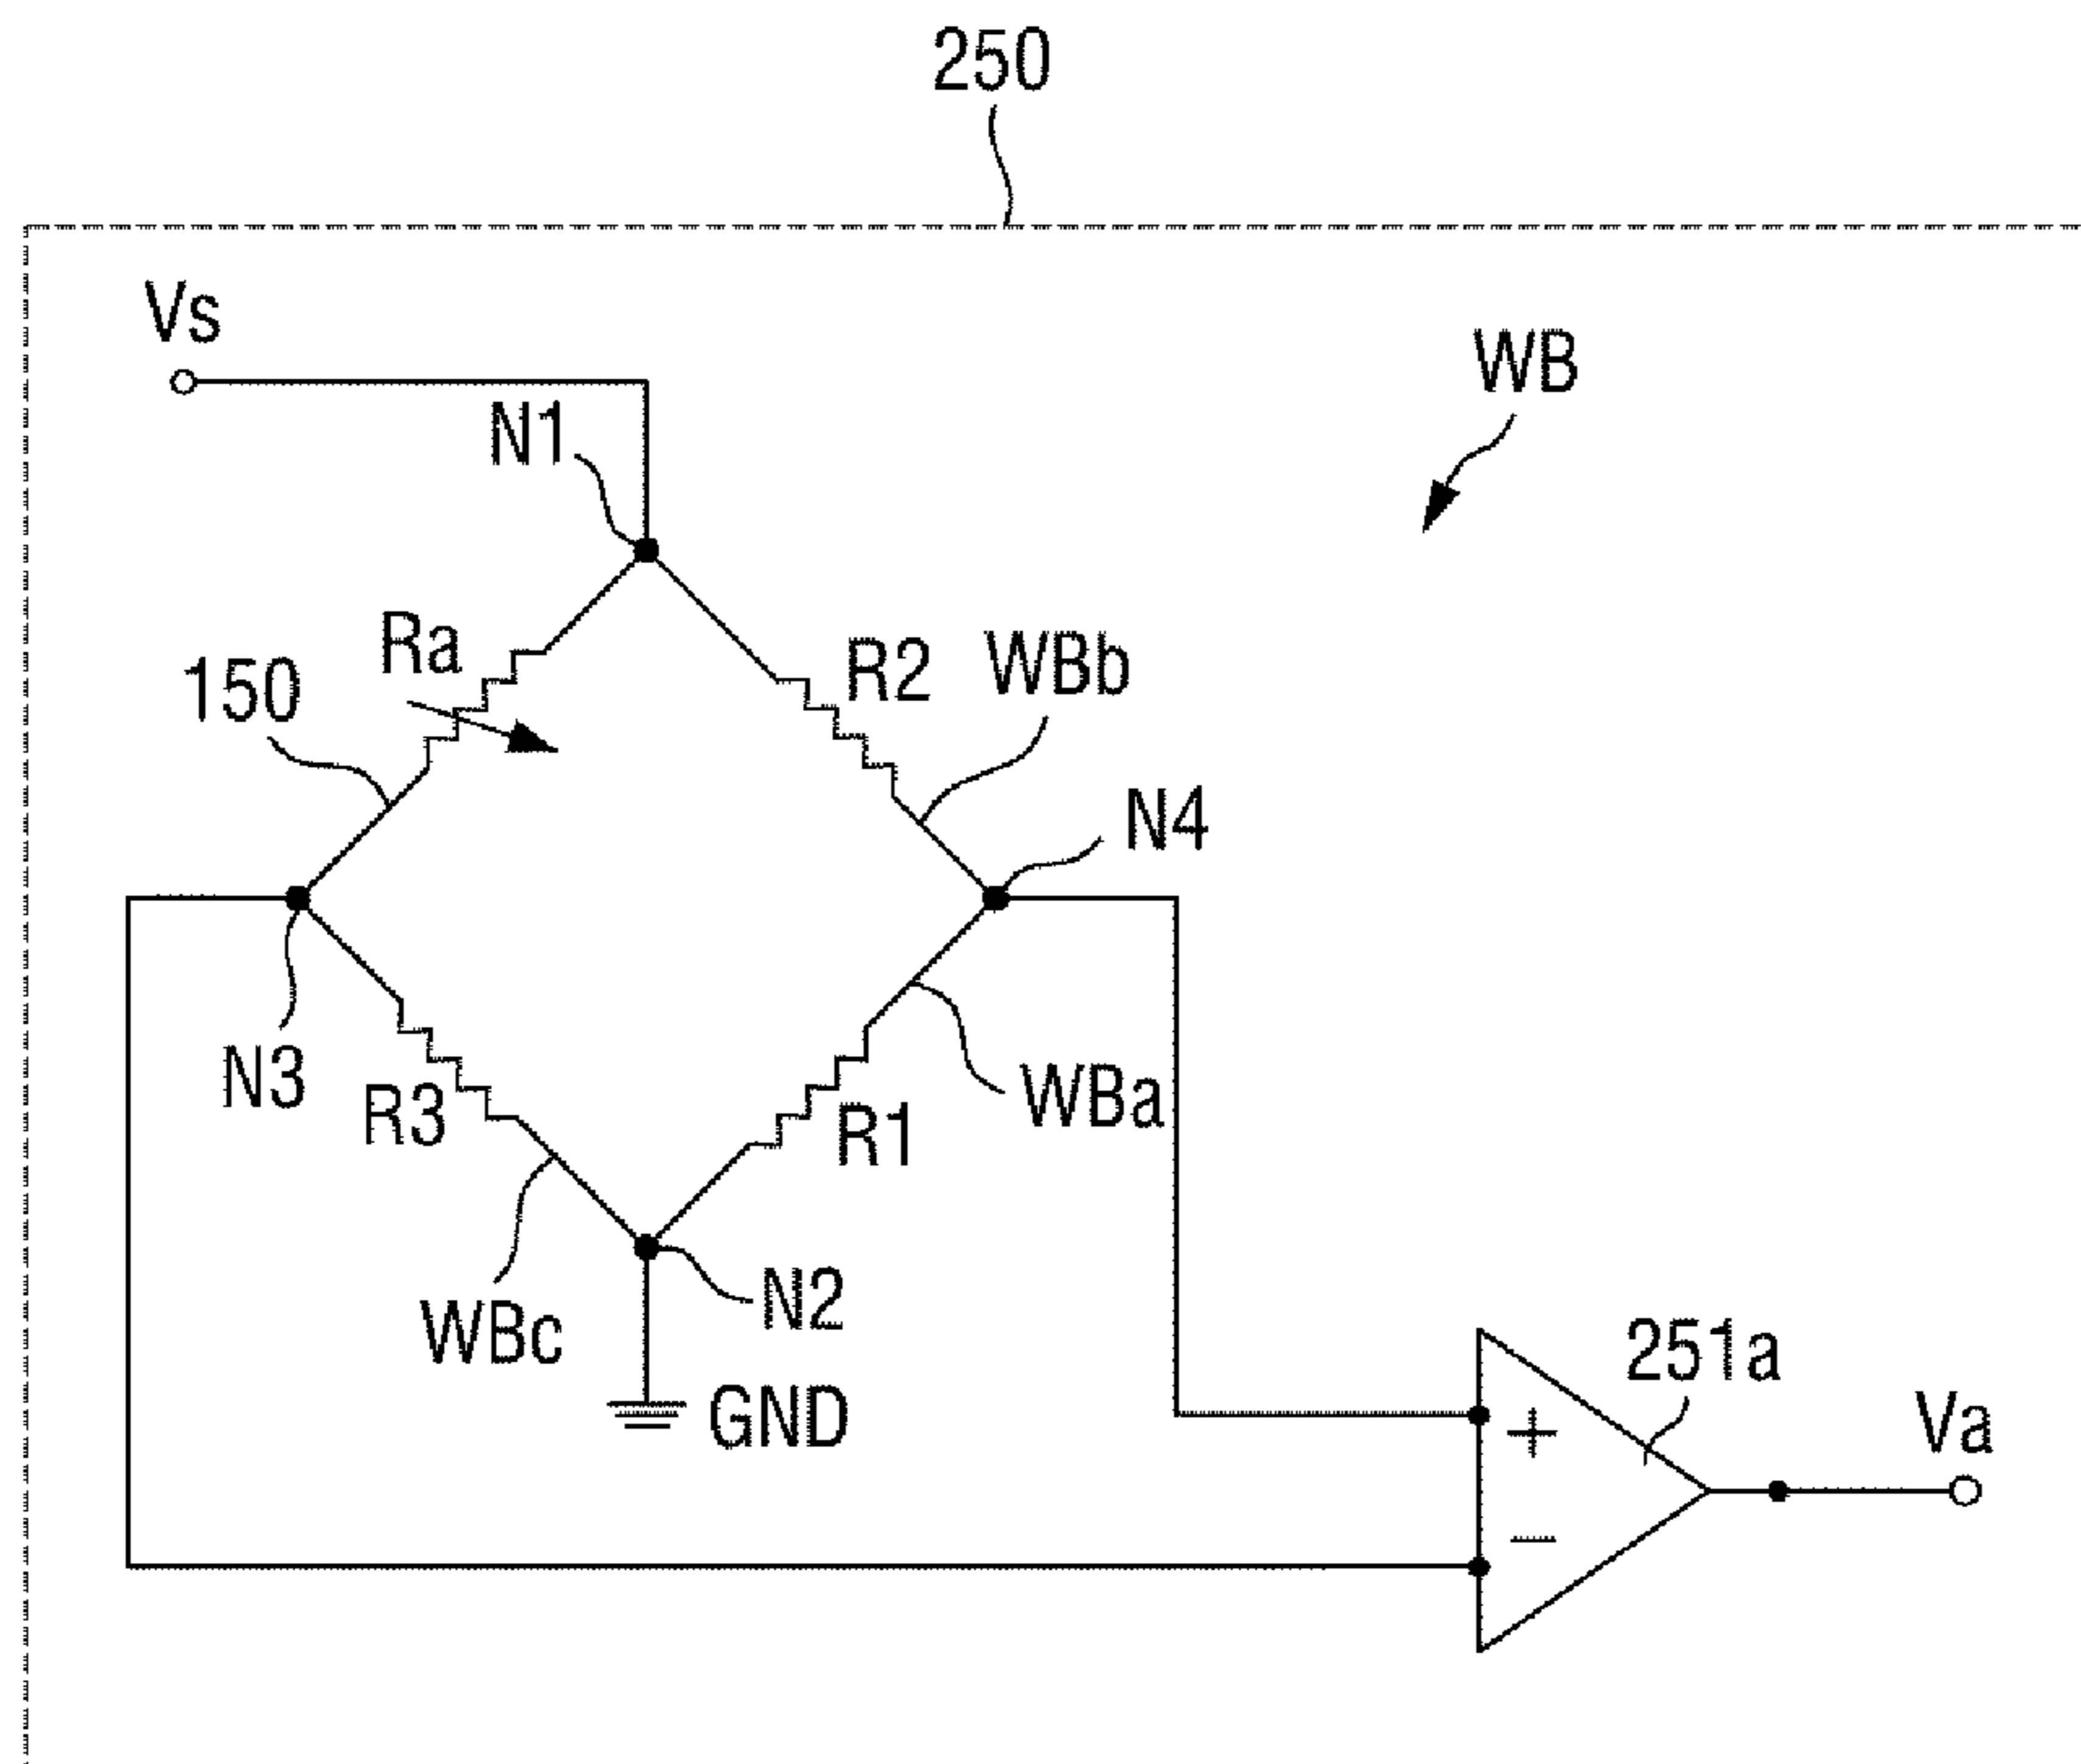 250
Vs
WB
N1
Ra
R2
WBb
150
N4
N3
R3
R1
WBa
N2
WBc
GND
251a
Va
+
−